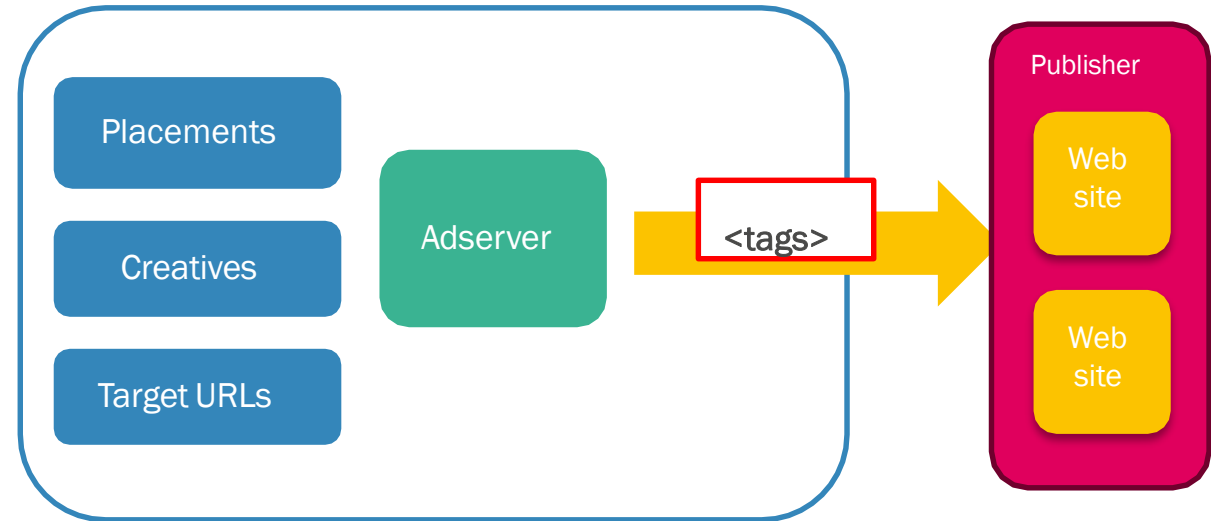 Placements
Creatives
Target URLs
Adserver
<tags>
Publisher
Web
site
Web
site